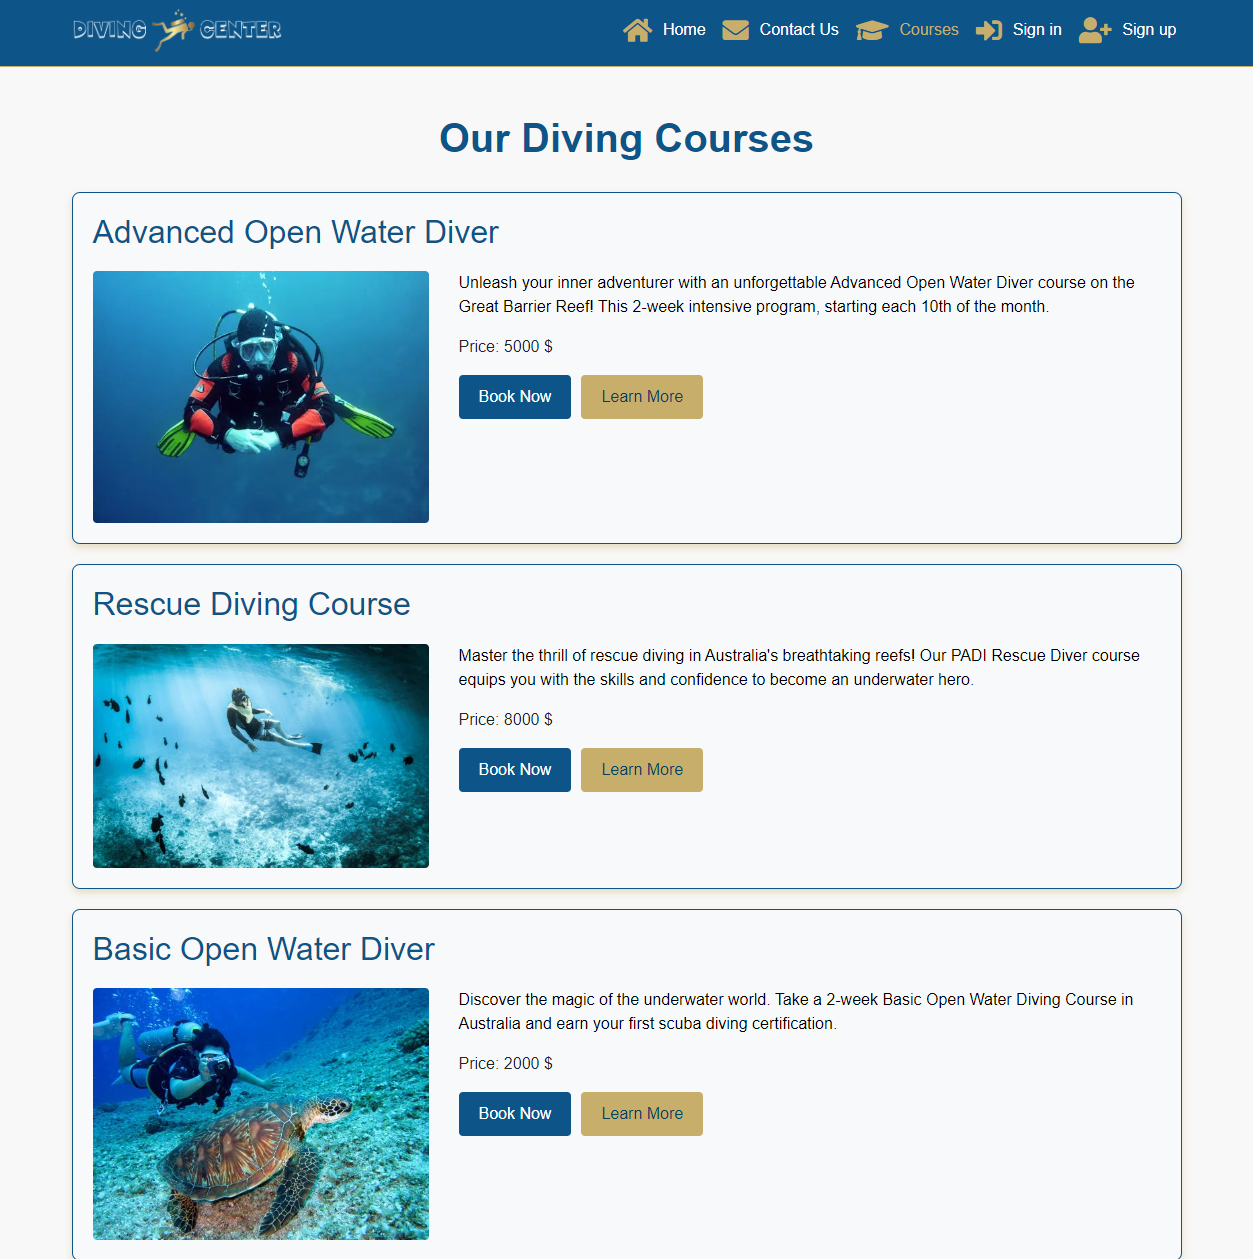 DIVING CENTER
Home Contact Us Courses Sign in Sign up
Our Diving Courses
Advanced Open Water Diver
Unleash your inner adventurer with an unforgettable Advanced Open Water Diver course on the
Great Barrier Reef! This 2-week intensive program, starting each 10th of the month.
Price: 5000 $
Book Now Learn More
Rescue Diving Course
Master the thrill of rescue diving in Australia's breathtaking reefs! Our PADI Rescue Diver course
equips you with the skills and confidence to become an underwater hero.
Price: 8000 $
Book Now Learn More
Basic Open Water Diver
Discover the magic of the underwater world. Take a 2-week Basic Open Water Diving Course in
Australia and earn your first scuba diving certification.
Price: 2000 $
Book Now Learn More